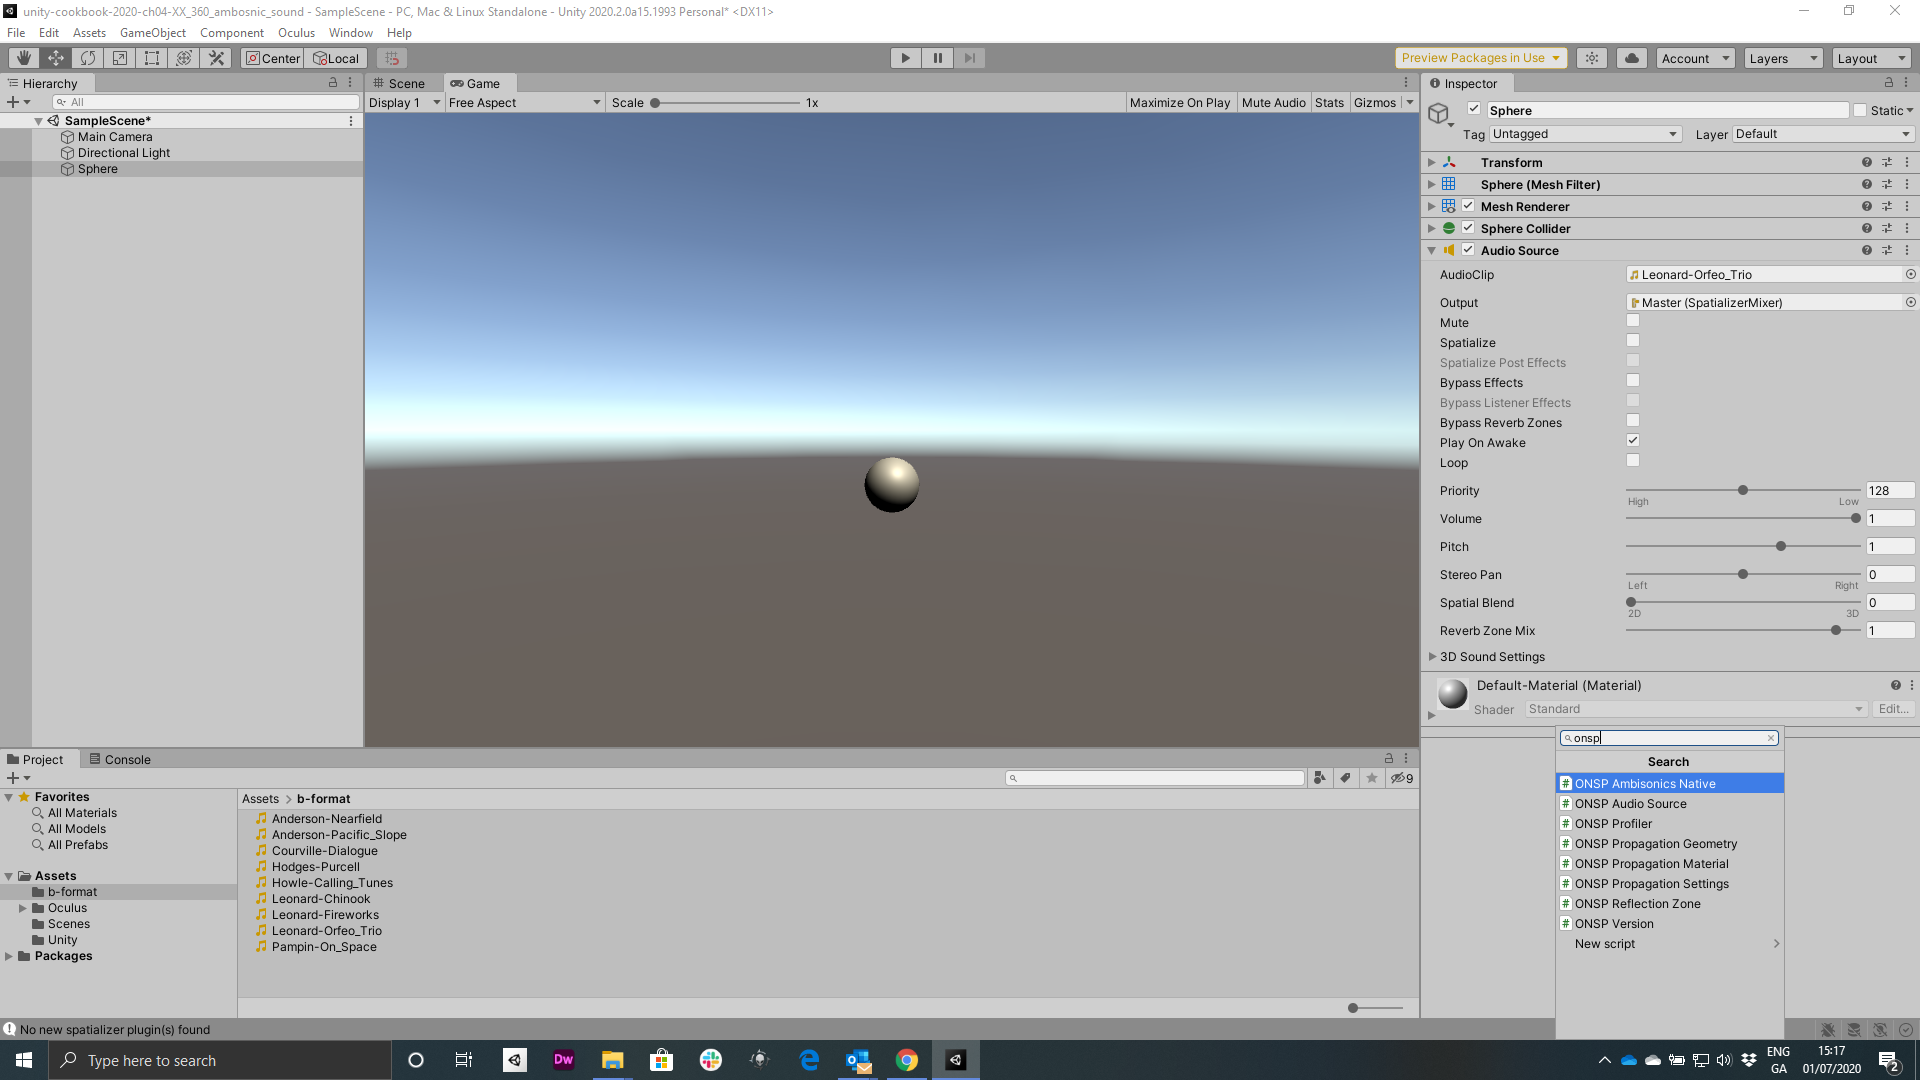 unity-cookbook-2020-ch04-XX_360_ambosnic_sound - SampleScene - PC, Mac & Linux Standalone - Unity 2020.2.0a15.1993 Personal* <DX11>
File Edit Assets GameObject Component Oculus Window Help
Center Local Preview Packages in Use Account Layers Layout
Hierarchy
All
SampleScene*
Main Camera
Directional Light
Sphere
Scene Game
Display 1 Free Aspect Scale 1x Maximize On Play Mute Audio Stats Gizmos
Inspector
Sphere Static
Tag Untagged Layer Default
Transform
Sphere (Mesh Filter)
Mesh Renderer
Sphere Collider
Audio Source
AudioClip Leonard-Orfeo_Trio
Output Master (SpatializerMixer)
Mute
Spatialize
Spatialize Post Effects
Bypass Effects
Bypass Listener Effects
Bypass Reverb Zones
Play On Awake
Loop
Priority 128
High Low
Volume 1
Pitch 1
Stereo Pan 0
Left Right
Spatial Blend 0
2D 3D
Reverb Zone Mix 1
3D Sound Settings
Default-Material (Material)
Shader Standard Edit...
onsp
Search
ONSP Ambisonics Native
ONSP Audio Source
ONSP Profiler
ONSP Propagation Geometry
ONSP Propagation Material
ONSP Propagation Settings
ONSP Reflection Zone
ONSP Version
New script
Project Console
9
Favorites
All Materials
All Models
All Prefabs
Assets
b-format
Oculus
Scenes
Unity
Packages
Assets > b-format
Anderson-Nearfield
Anderson-Pacific_Slope
Courville-Dialogue
Hodges-Purcell
Howle-Calling_Tunes
Leonard-Chinook
Leonard-Fireworks
Leonard-Orfeo_Trio
Pampin-On_Space
No new spatializer plugin(s) found
Type here to search
Dw
ENG
GA
15:17
01/07/2020
2